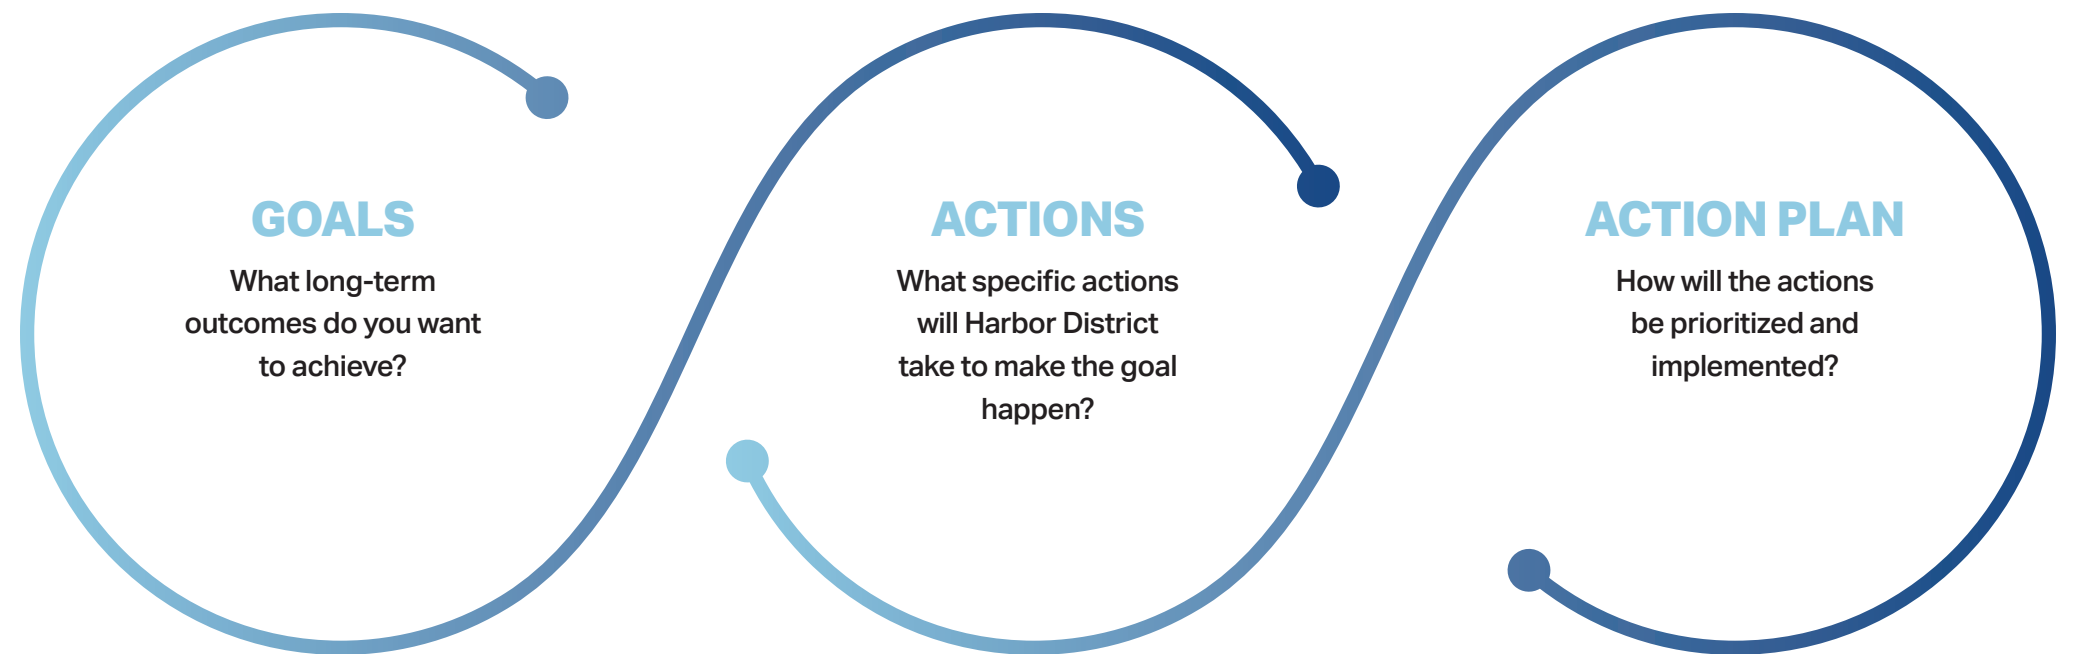 GOALS
What long-term
outcomes do you want
to achieve?
ACTIONS
What specific actions
will Harbor District
take to make the goal
happen?
ACTION PLAN
How will the actions
be prioritized and
implemented?